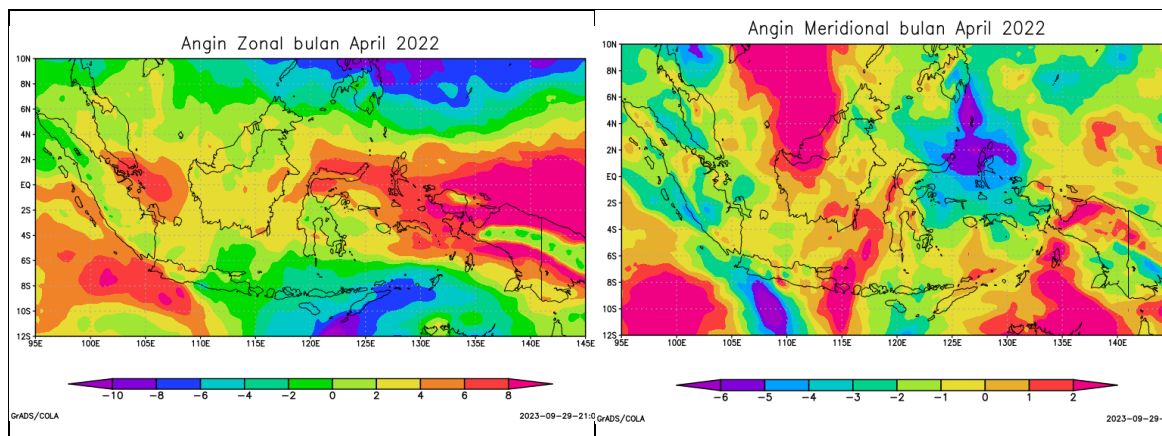 Angin Zonal bulan April 2022
10N
8N
6N
4N
2N
EQ
2S
4S
6S
8S
10S
12S
95E 100E 105E 110E 115E 120E 125E 130E 135E 140E 145E
-10 -8 -6 -4 -2 0 2 4 6 8
GrADS/COLA 2023-09-29-21:0
Angin Meridional bulan April 2022
10N
8N
6N
4N
2N
EQ
2S
4S
6S
8S
10S
12S
95E 100E 105E 110E 115E 120E 125E 130E 135E 140E
-6 -5 -4 -3 -2 -1 0 1 2
GrADS/COLA 2023-09-29-